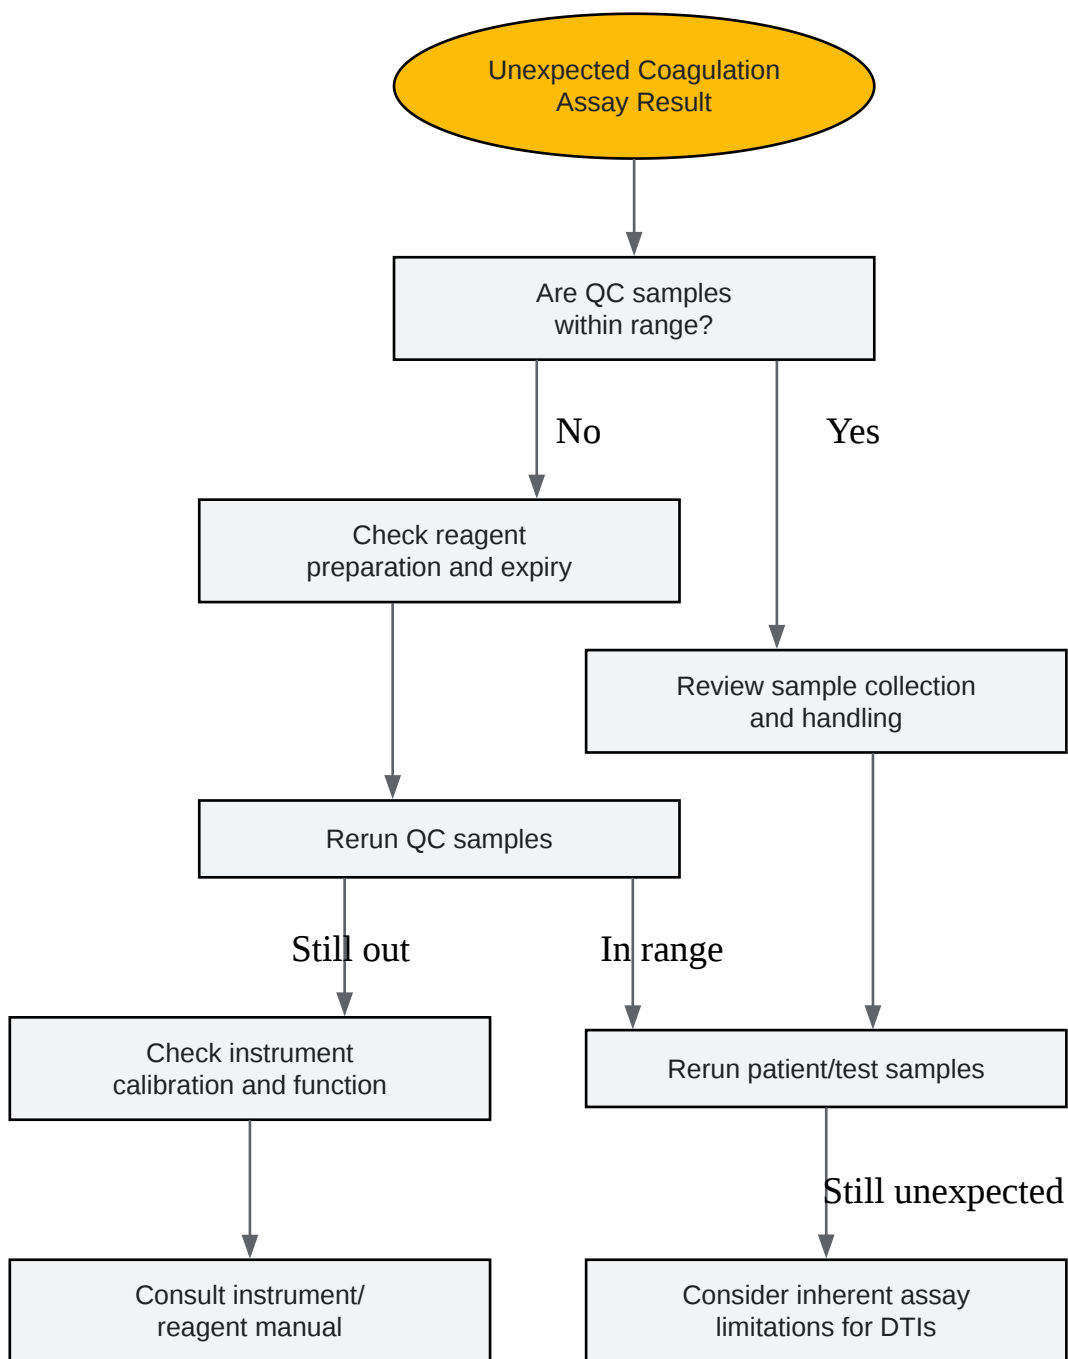 Unexpected Coagulation
Assay Result
Are QC samples
within range?
No
Yes
Check reagent
preparation and expiry
Review sample collection
and handling
Rerun QC samples
Still out
In range
Check instrument
calibration and function
Rerun patient/test samples
Still unexpected
Consult instrument/
reagent manual
Consider inherent assay
limitations for DTIs